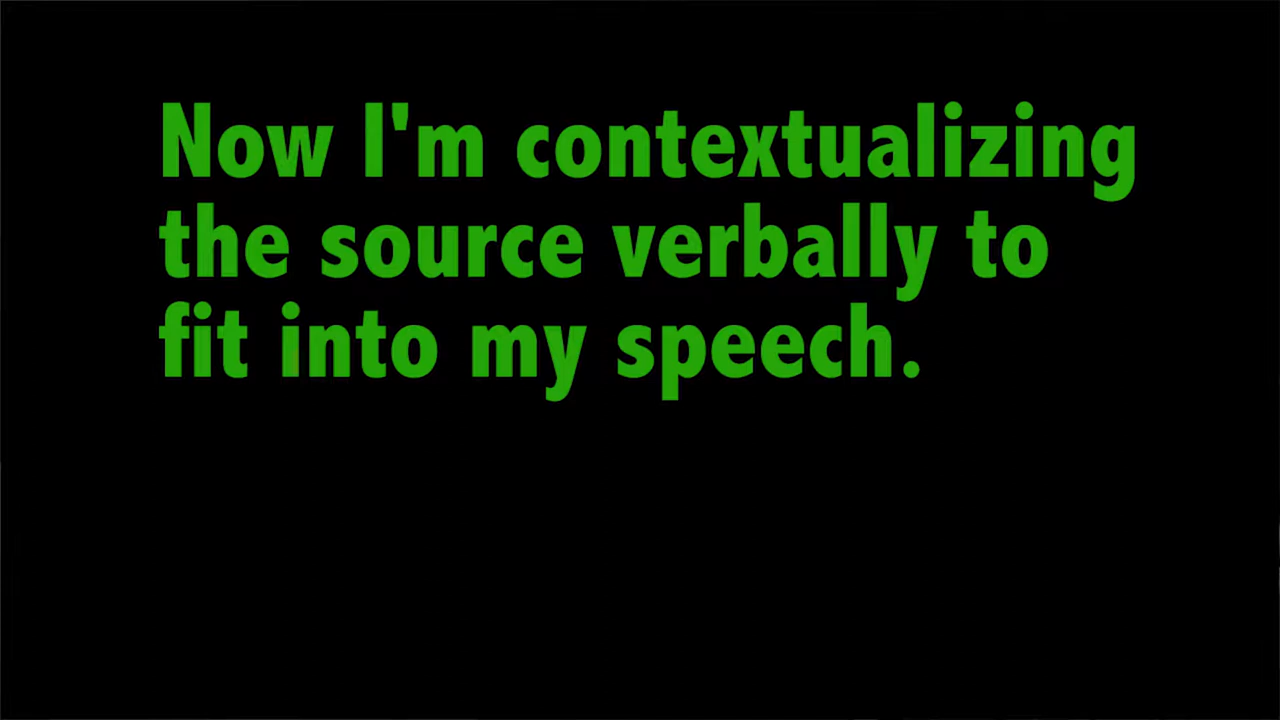 Now I'm contextualizing
the source verbally to
fit into my speech.